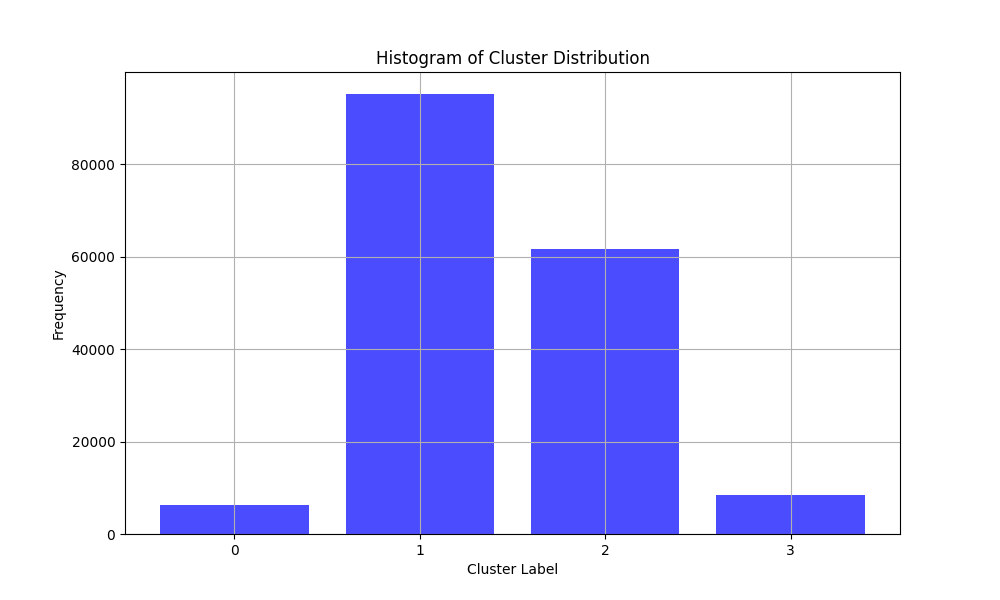 Histogram of Cluster Distribution
80000
60000
40000
20000
0
Frequency
0 1 2 3
Cluster Label